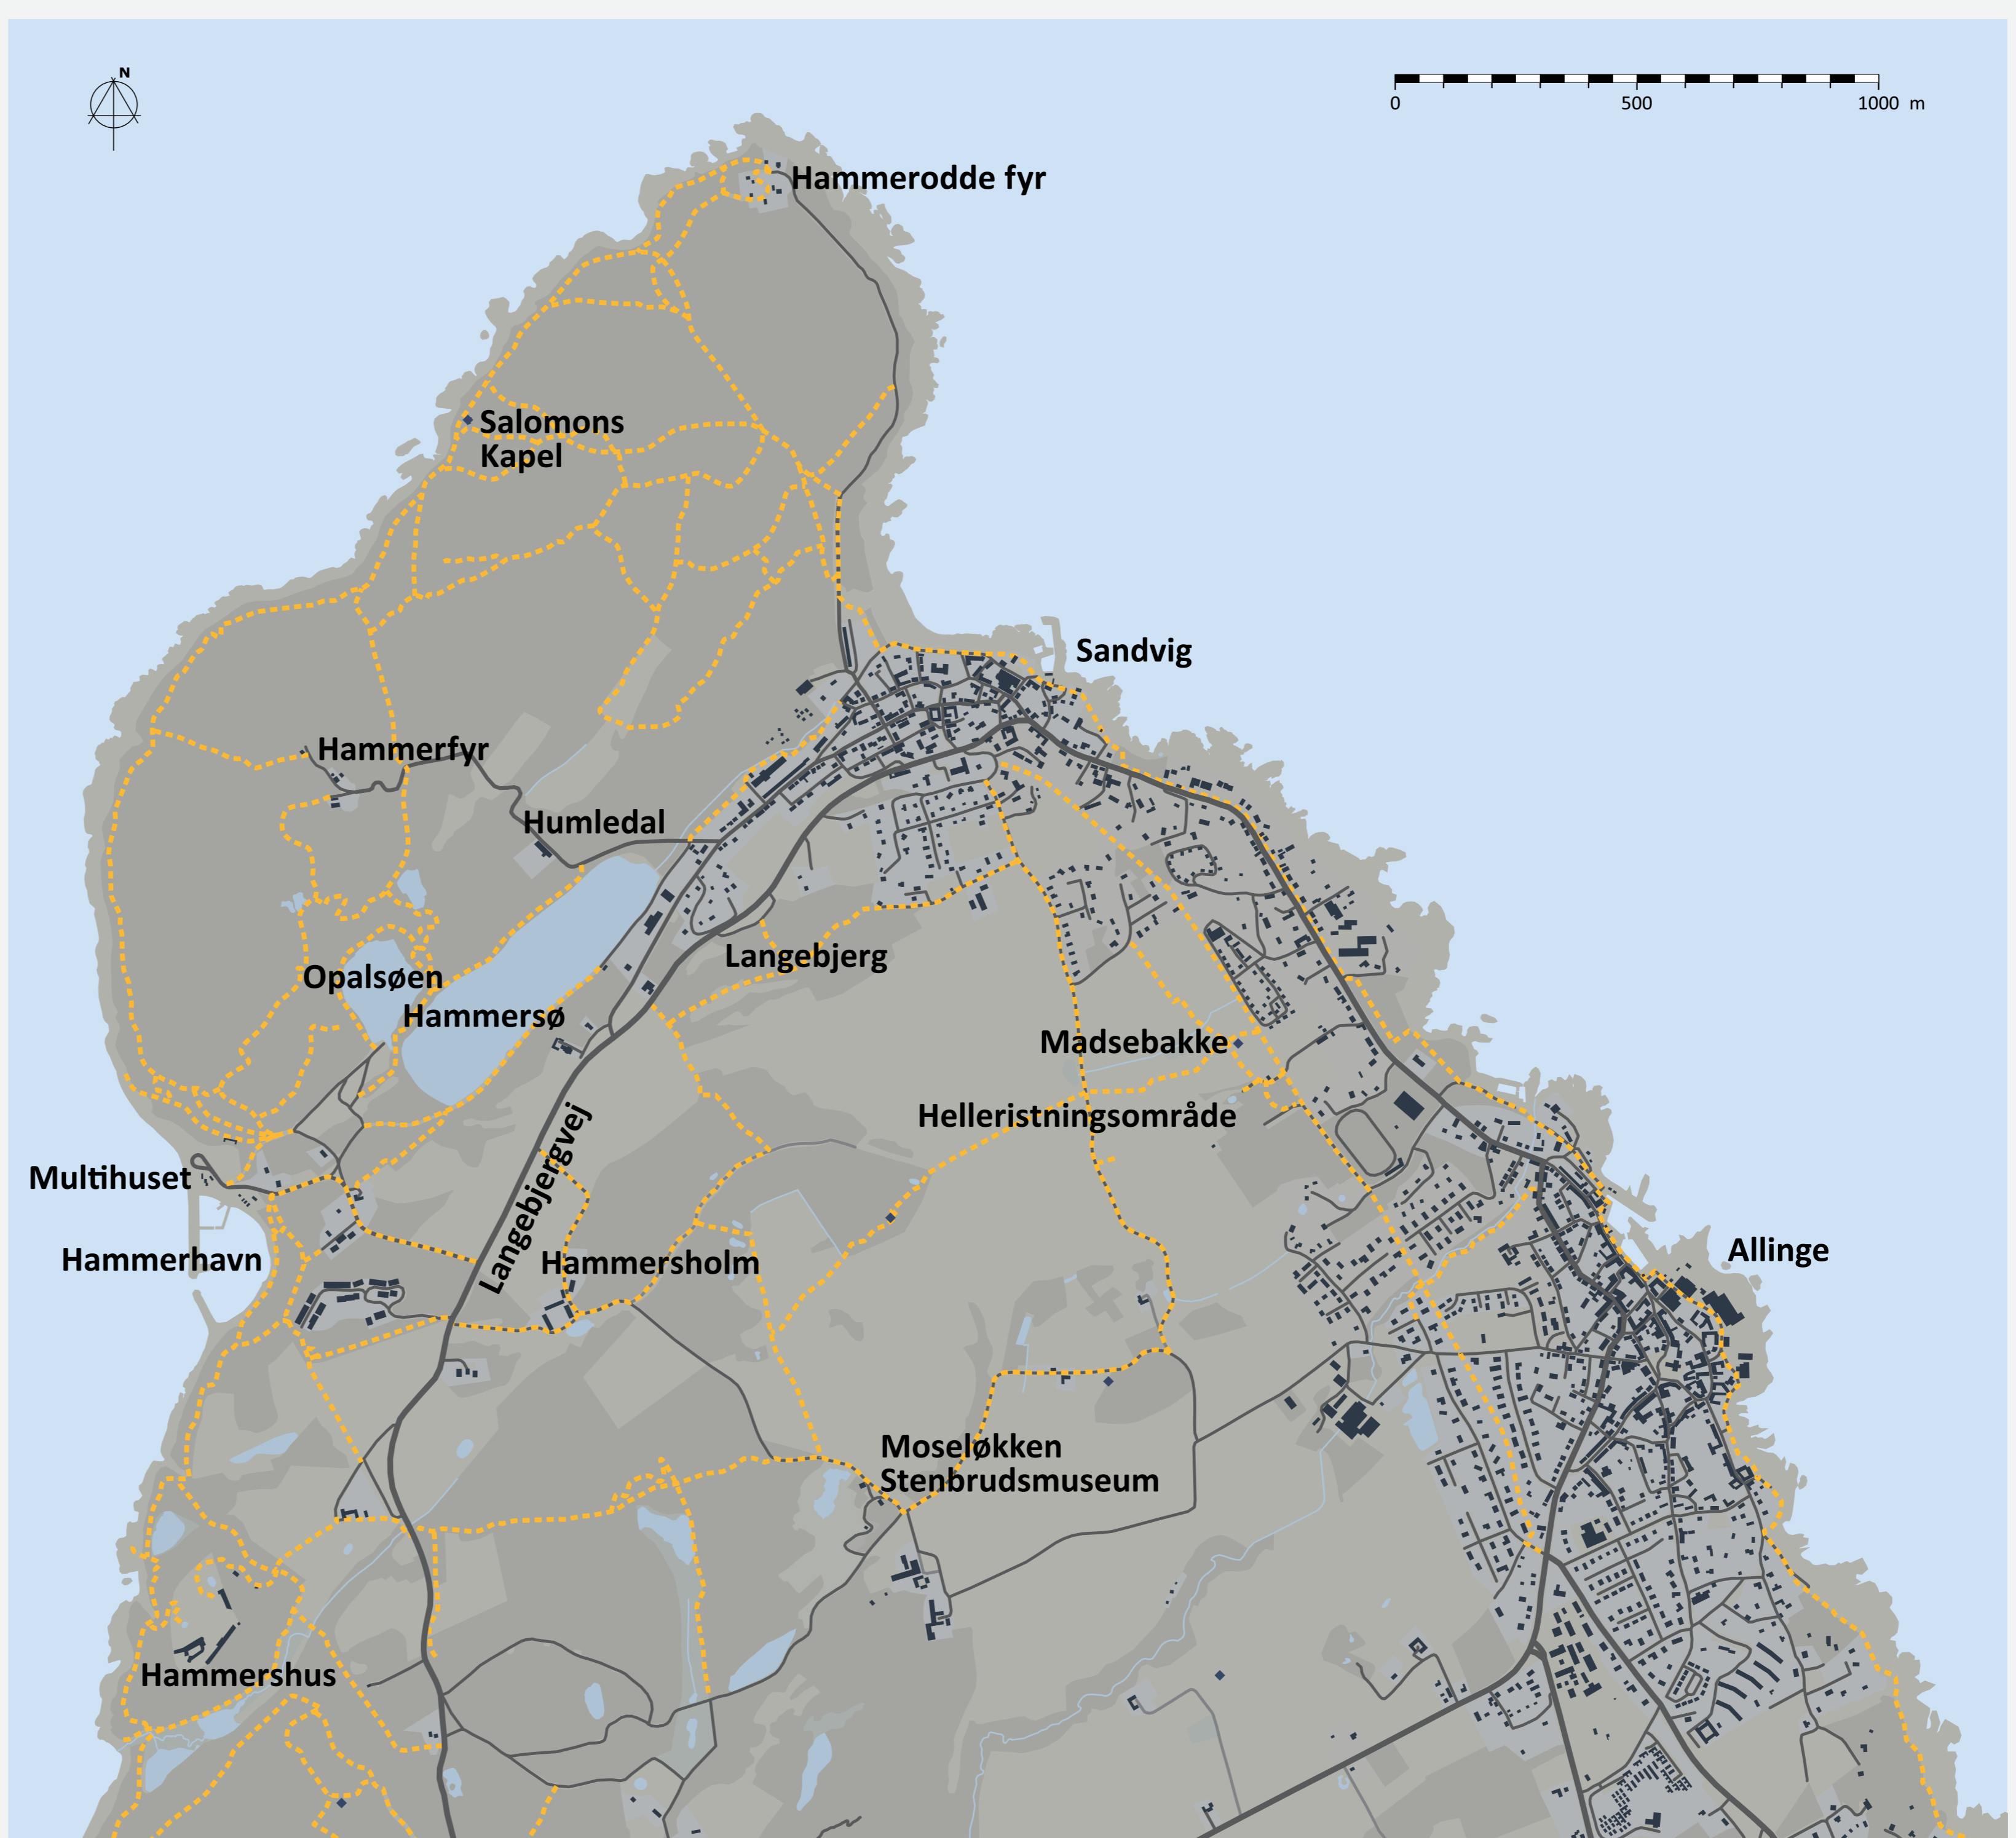 N
0 500 1000 m
Hammerodde fyr
Salomons
Kapel
Sandvig
Hammerfyr
Humledal
Langebjerg
Opalsøen
Hammersø
Madsebakke
Helleristningsområde
Langebjergvej
Multihuset
Hammerhavn
Hammersholm
Allinge
Moseløkken
Stenbrudsmuseum
Hammershus